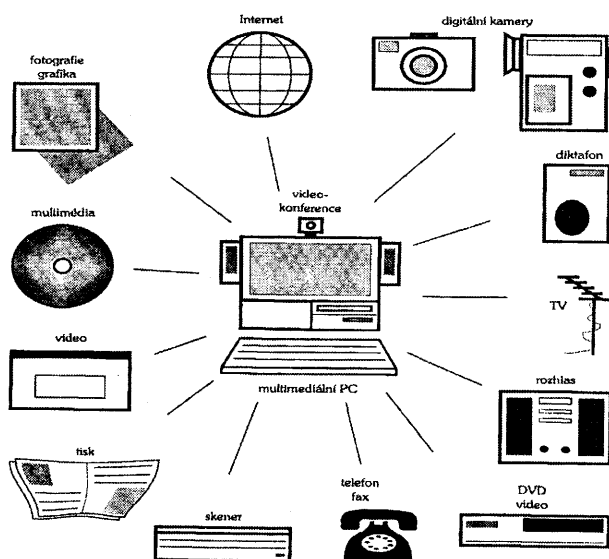 Internet
digitální kamery
fotografie
grafika
diktafon
video-
konference
multimédia
TV
video
multimediální PC
rozhlas
tisk
telefon
fax
DVD
video
skener